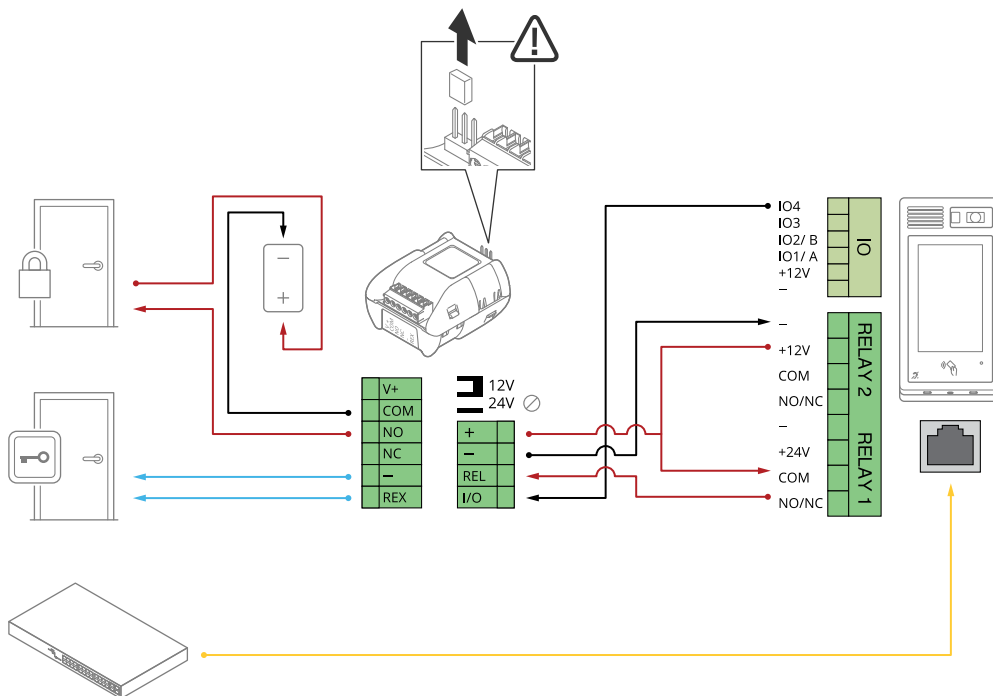 −
+
V+
COM
NO
NC
−
REX
12V
24V
+
−
REL
I/O
IO4
IO3
IO2/ B
IO1/ A
+12V
−
IO
−
+12V
COM
NO/NC
−
+24V
COM
NO/NC
RELAY 2
RELAY 1